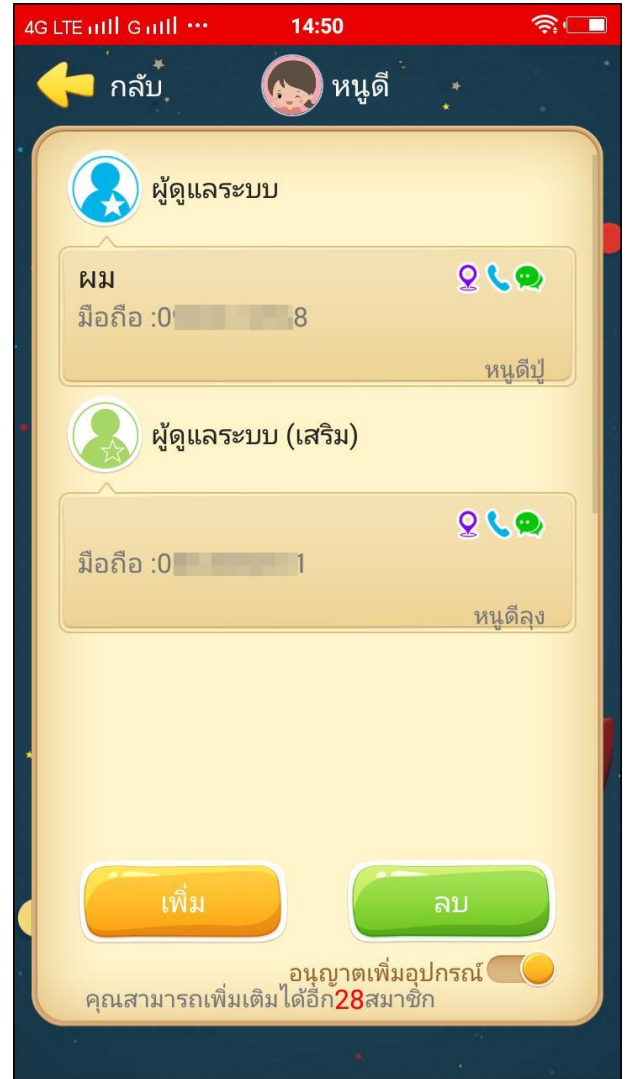 4G LTE G ••• 14:50
กลับ หนูดี
ผู้ดูแลระบบ
ผม
มือถือ :09 8
หนูดีปู่
ผู้ดูแลระบบ (เสริม)
มือถือ :0 1
หนูดีลุง
เพิ่ม ลบ
อนุญาตเพิ่มอุปกรณ์
คุณสามารถเพิ่มเติมได้อีก28สมาชิก